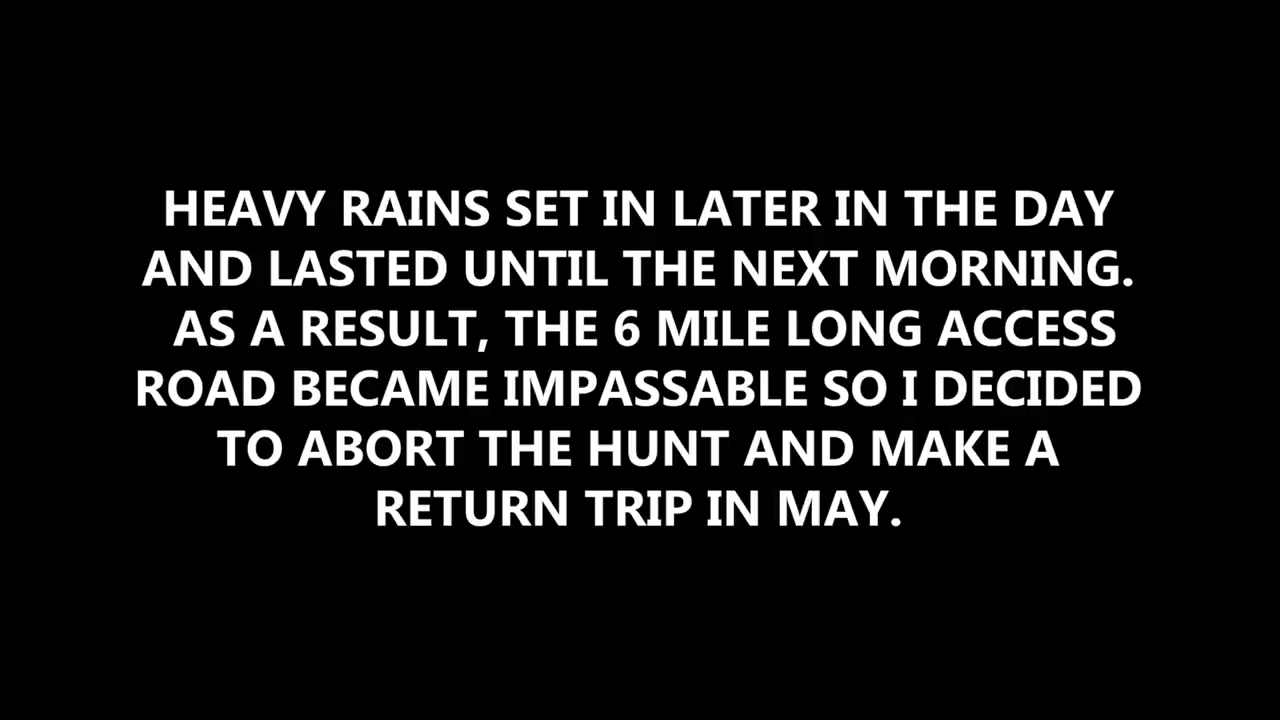 HEAVY RAINS SET IN LATER IN THE DAY
AND LASTED UNTIL THE NEXT MORNING.
AS A RESULT, THE 6 MILE LONG ACCESS
ROAD BECAME IMPASSABLE SO I DECIDED
TO ABORT THE HUNT AND MAKE A
RETURN TRIP IN MAY.